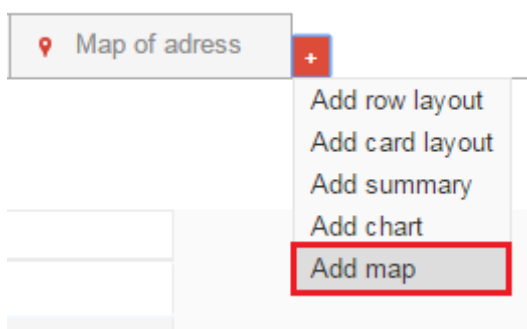 Map of adress
+
Add row layout
Add card layout
Add summary
Add chart
Add map